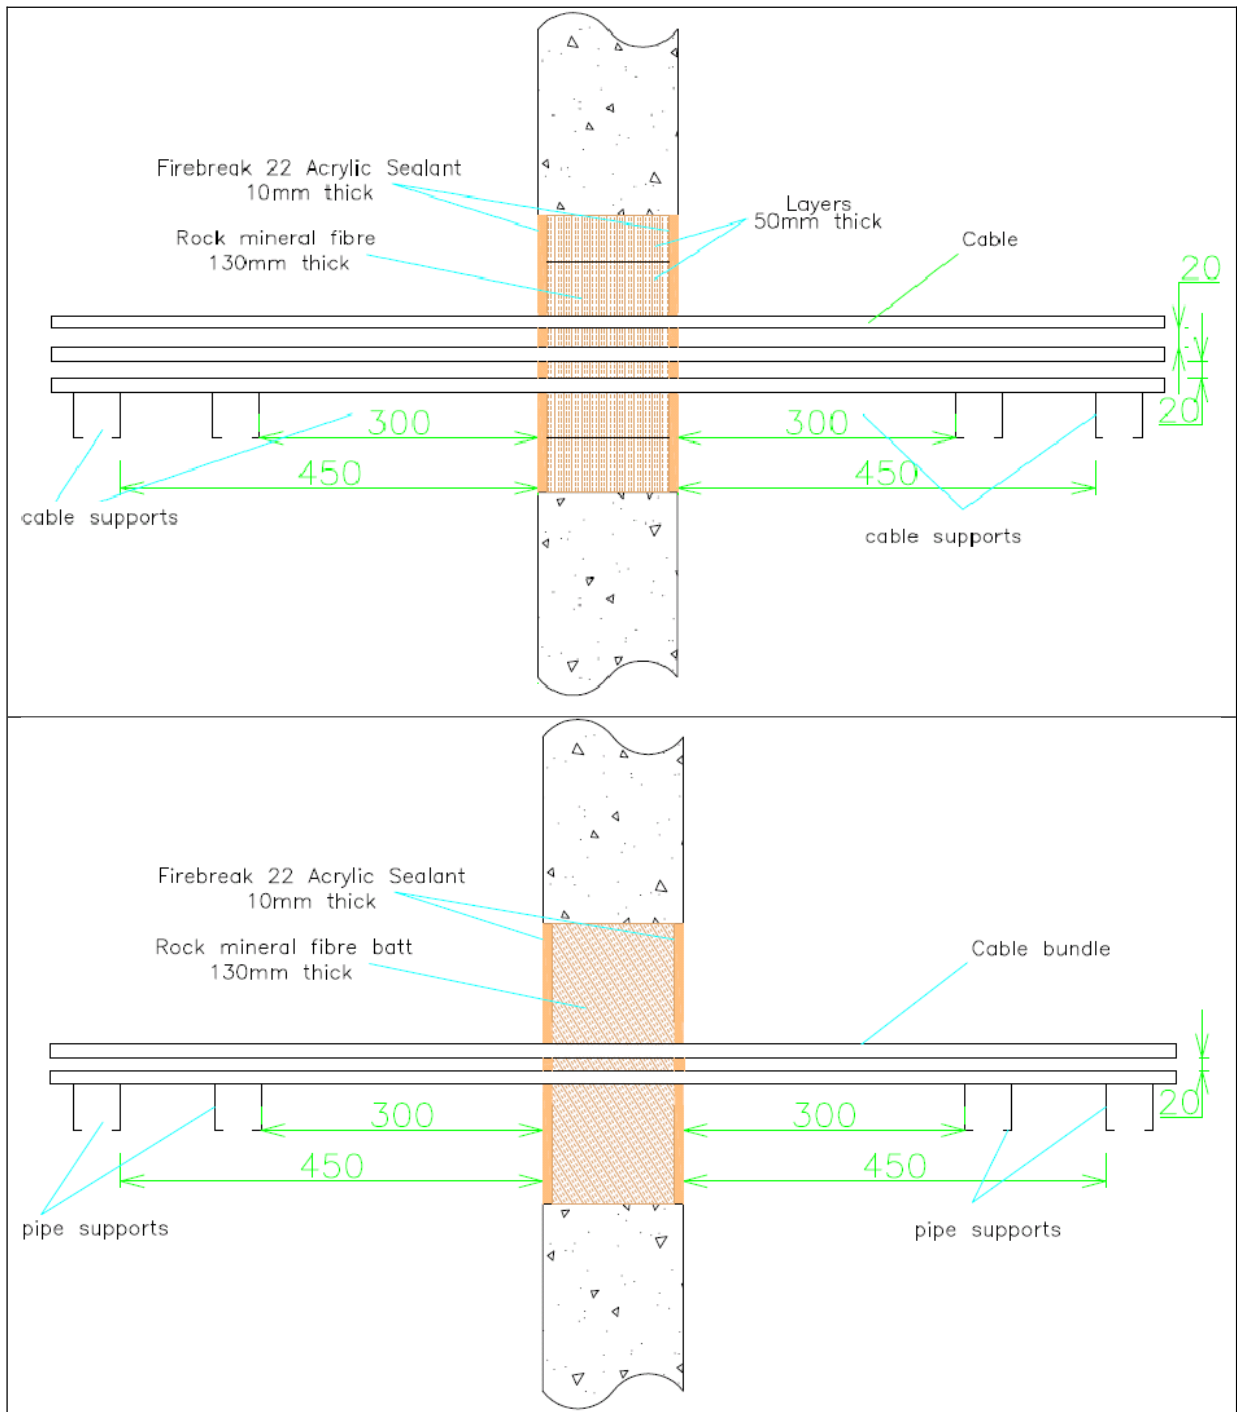 Firebreak 22 Acrylic Sealant
10mm thick
Layers
50mm thick
Rock mineral fibre
130mm thick
Cable
20
300
300
20
450
450
cable supports
cable supports
Firebreak 22 Acrylic Sealant
10mm thick
Rock mineral fibre batt
130mm thick
Cable bundle
300
300
20
450
450
pipe supports
pipe supports